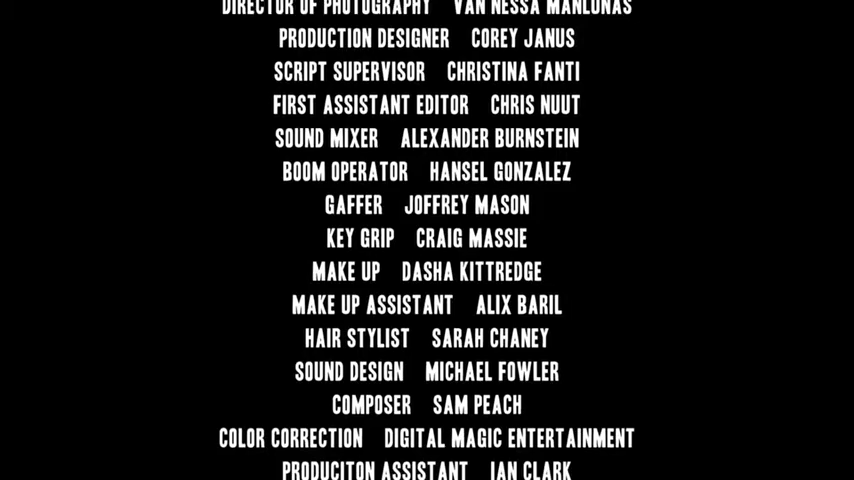 DIRECTOR OF PHOTOGRAPHY VAN NESSA MANLUNAS
PRODUCTION DESIGNER COREY JANUS
SCRIPT SUPERVISOR CHRISTINA FANTI
FIRST ASSISTANT EDITOR CHRIS NUUT
SOUND MIXER ALEXANDER BURNSTEIN
BOOM OPERATOR HANSEL GONZALEZ
GAFFER JOFFREY MASON
KEY GRIP CRAIG MASSIE
MAKE UP DASHA KITTREDGE
MAKE UP ASSISTANT ALIX BARIL
HAIR STYLIST SARAH CHANEY
SOUND DESIGN MICHAEL FOWLER
COMPOSER SAM PEACH
COLOR CORRECTION DIGITAL MAGIC ENTERTAINMENT
PRODUCITON ASSISTANT IAN CLARK